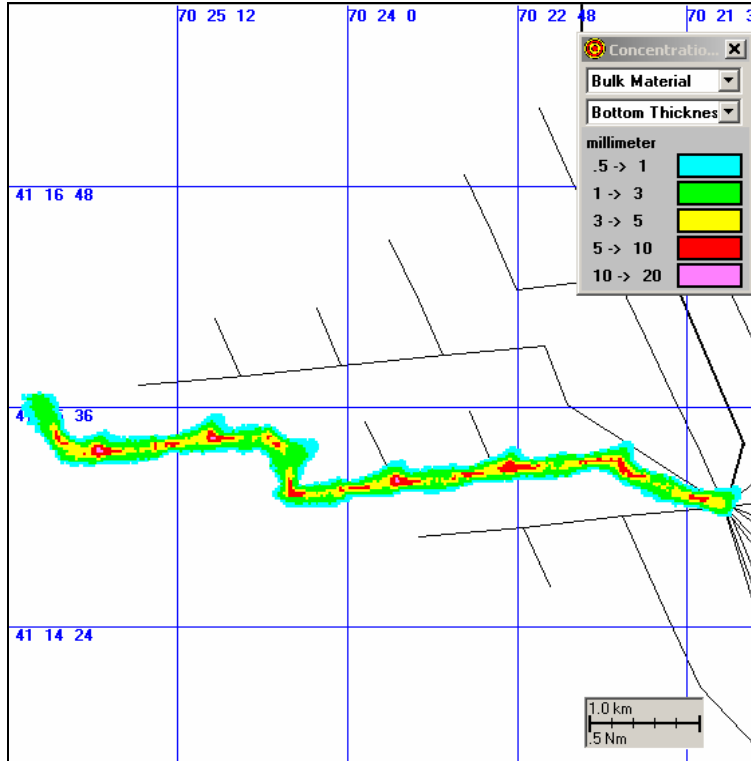 70 25 12
70 24 0
70 22 48
70 21 3
Concentratio...
Bulk Material
Bottom Thicknes
millimeter
.5 -> 1
1 -> 3
3 -> 5
5 -> 10
10 -> 20
41 16 48
36
41 14 24
1.0 km
.5 Nm